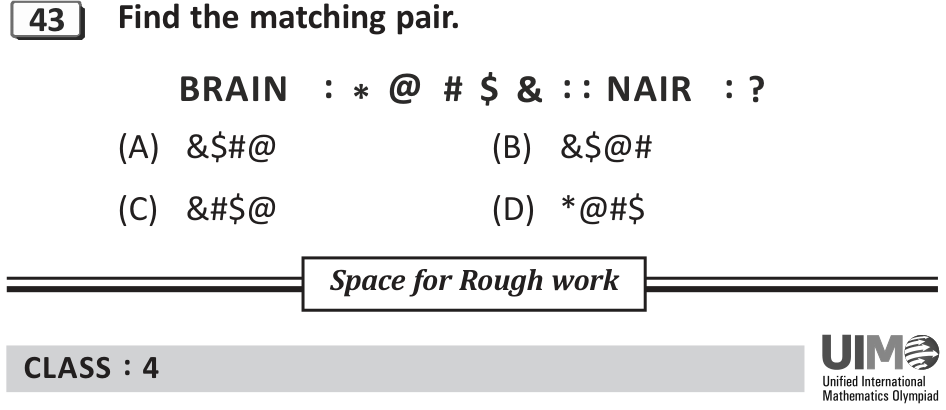 43 Find the matching pair.
BRAIN : * @ # $ & : : NAIR : ?
(A) &$#@ (B) &$@#
(C) &#$@ (D) *@#$
Space for Rough work
CLASS : 4
UIMO
Unified International
Mathematics Olympiad